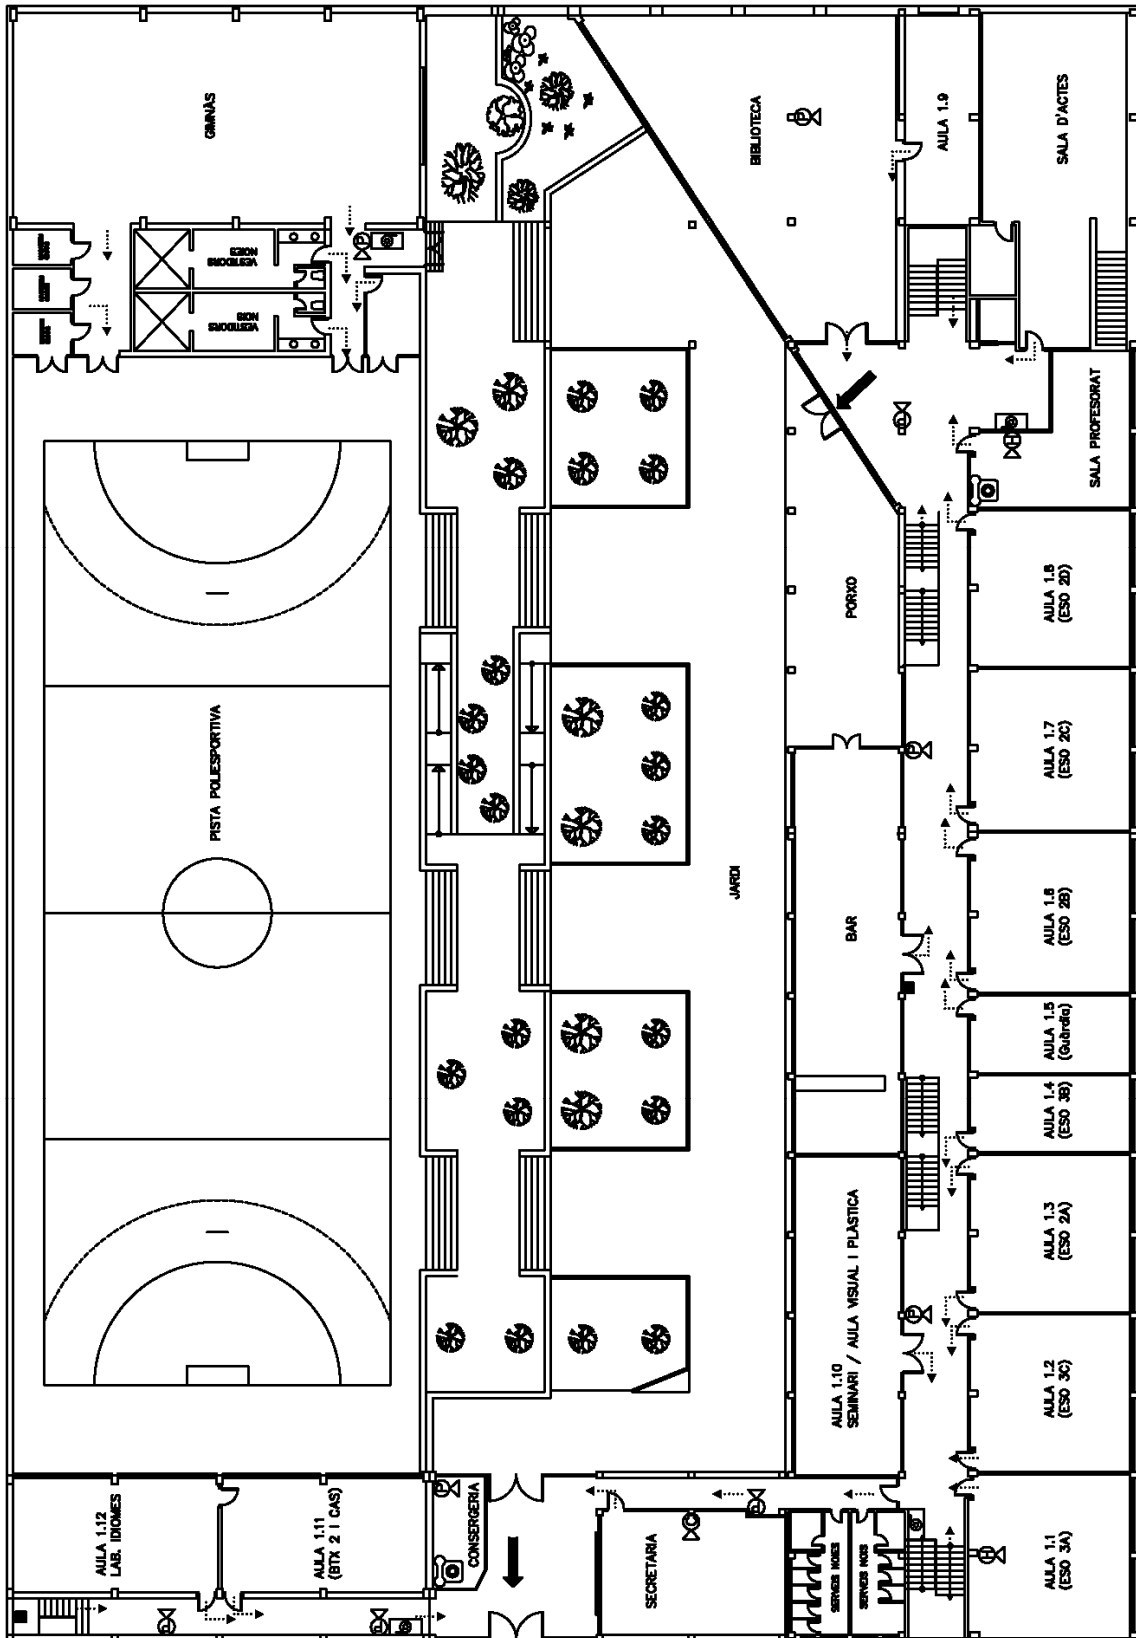 GIMNÀS
VESTIDORS
NOIES
VESTIDORS
NOIS
PISTA POLIESPORTIVA
AULA 1.12
LAB. IDIOMES
AULA 1.11
(BTX 2 I CAS)
CONSERGERIA
SECRETARIA
SERVEIS NOIES
SERVEIS NOIS
JARDI
BIBLIOTECA
PORXO
BAR
AULA 1.10
SEMINARI / AULA VISUAL I PLASTICA
AULA 1.9
SALA D'ACTES
SALA PROFESORAT
AULA 1.8
(ESO 2D)
AULA 1.7
(ESO 2C)
AULA 1.6
(ESO 2B)
AULA 1.5
(Guàrdia)
AULA 1.4
(ESO 3B)
AULA 1.3
(ESO 2A)
AULA 1.2
(ESO 3C)
AULA 1.1
(ESO 3A)